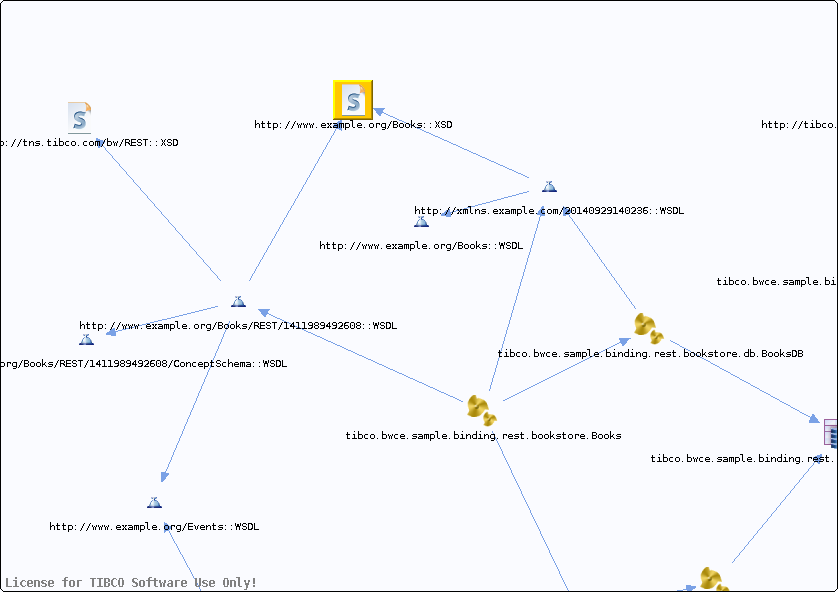 http://www.example.org/Books::XSD
http://tibco.
p://tns.tibco.com/bw/REST::XSD
http://xmlns.example.com/20140929140236::WSDL
http://www.example.org/Books::WSDL
tibco.bwce.sample.bi
http://www.example.org/Books/REST/1411989492608::WSDL
tibco.bwce.sample.binding.rest.bookstore.db.BooksDB
org/Books/REST/1411989492608/ConceptSchema::WSDL
tibco.bwce.sample.binding.rest.bookstore.Books
tibco.bwce.sample.binding.rest.
http://www.example.org/Events::WSDL
License for TIBCO Software Use Only!